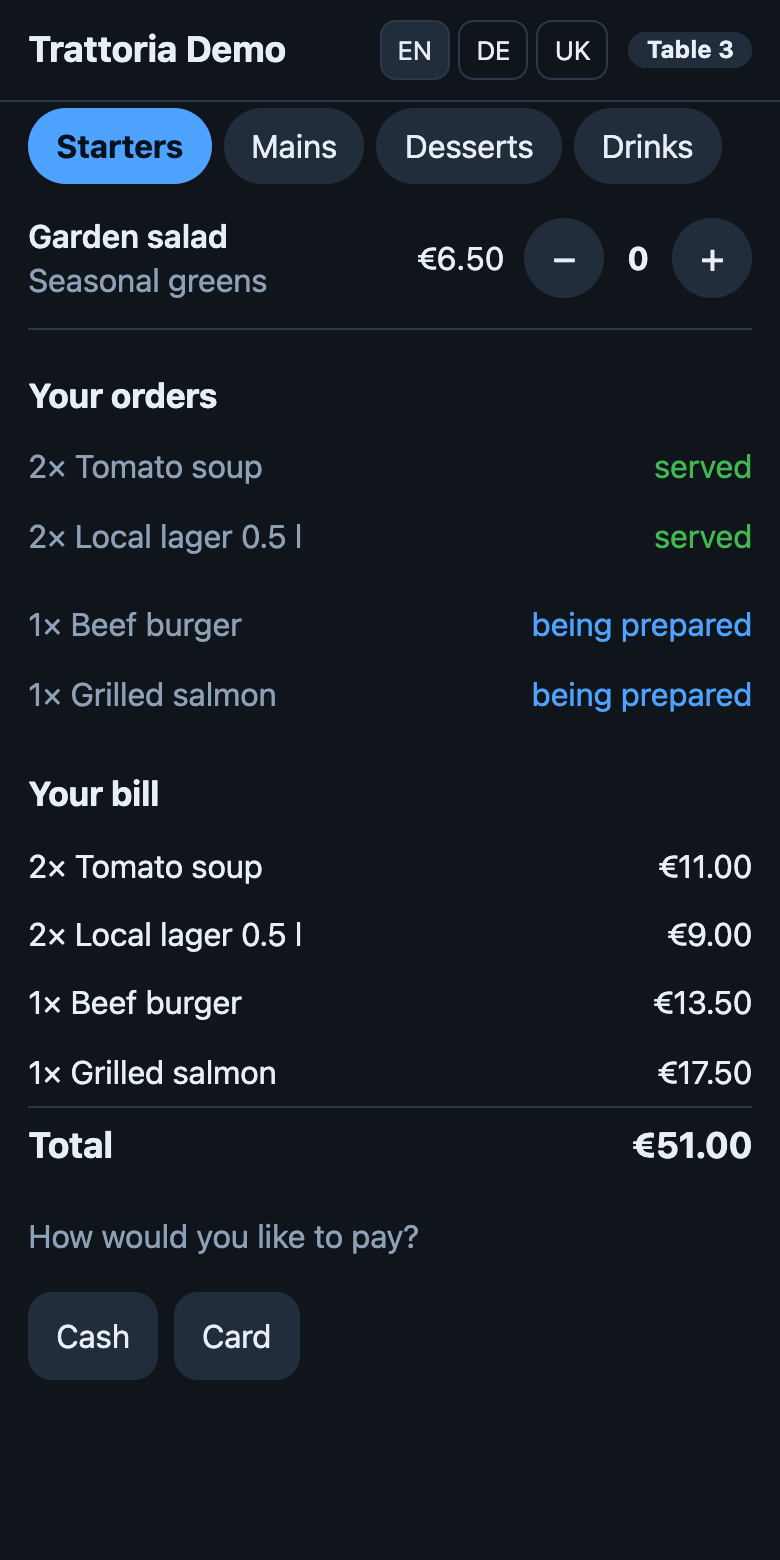 Trattoria Demo EN DE UK Table 3
Starters Mains Desserts Drinks
Garden salad
Seasonal greens
€6.50 − 0 +
Your orders
2× Tomato soup served
2× Local lager 0.5 l served
1× Beef burger being prepared
1× Grilled salmon being prepared
Your bill
2× Tomato soup €11.00
2× Local lager 0.5 l €9.00
1× Beef burger €13.50
1× Grilled salmon €17.50
Total €51.00
How would you like to pay?
Cash Card